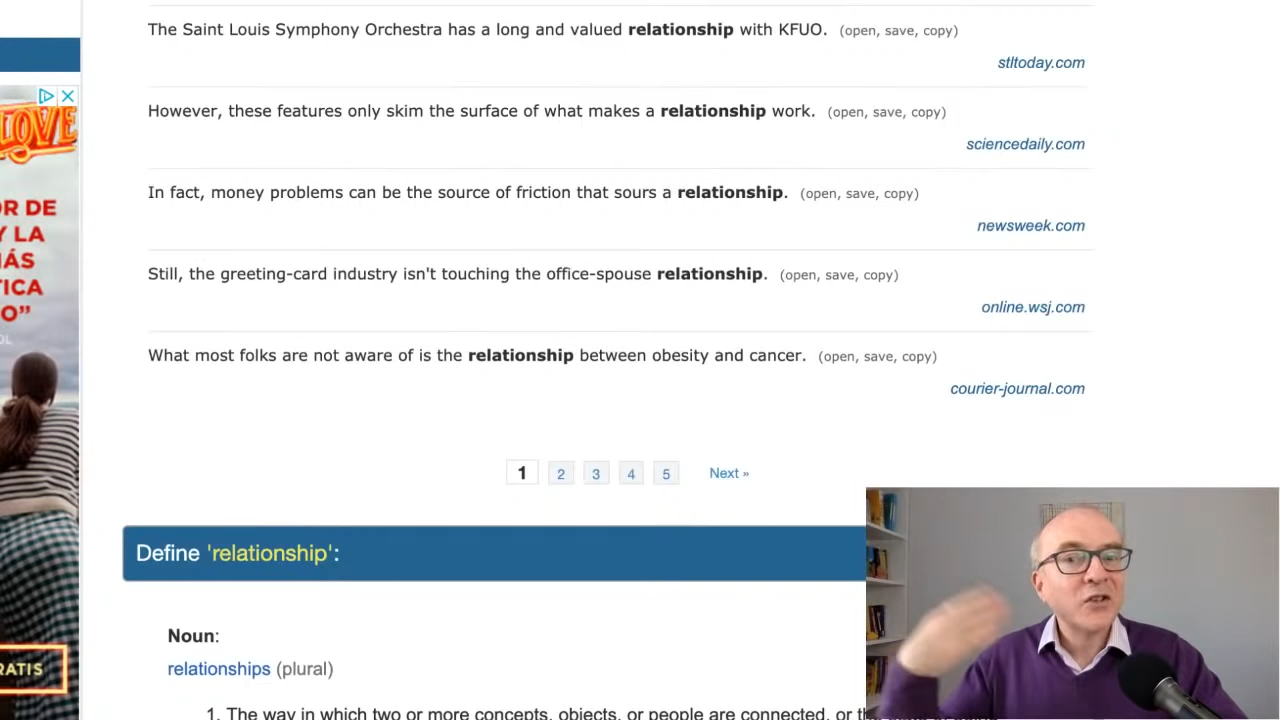 The Saint Louis Symphony Orchestra has a long and valued relationship with KFUO. (open, save, copy)
stltoday.com
However, these features only skim the surface of what makes a relationship work. (open, save, copy)
sciencedaily.com
In fact, money problems can be the source of friction that sours a relationship. (open, save, copy)
newsweek.com
Still, the greeting-card industry isn't touching the office-spouse relationship. (open, save, copy)
online.wsj.com
What most folks are not aware of is the relationship between obesity and cancer. (open, save, copy)
courier-journal.com
1 2 3 4 5 Next »
Define 'relationship':
Noun:
relationships (plural)
1. The way in which two or more concepts, objects, or people are connected, or
LOVE
R DE
Y LA
ÁS
TICA
O”
RATIS